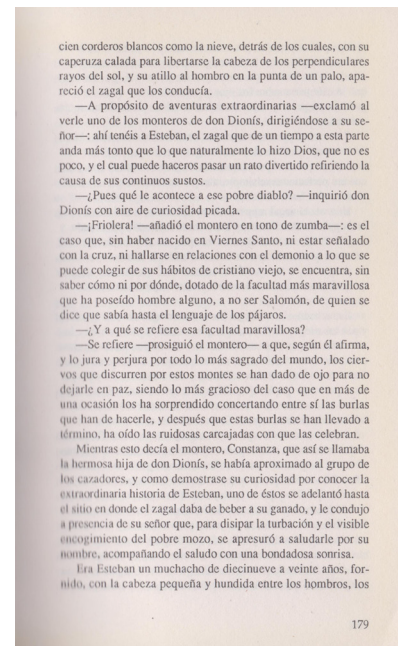 cien corderos blancos como la nieve, detrás de los cuales, con su
caperuza calada para libertarse la cabeza de los perpendiculares
rayos del sol, y su atillo al hombro en la punta de un palo, apa-
reció el zagal que los conducía.
—A propósito de aventuras extraordinarias —exclamó al
verle uno de los monteros de don Dionís, dirigiéndose a su se-
ñor—: ahí tenéis a Esteban, el zagal que de un tiempo a esta parte
anda más tonto que lo que naturalmente lo hizo Dios, que no es
poco, y el cual puede haceros pasar un rato divertido refiriendo la
causa de sus continuos sustos.
—¿Pues qué le acontece a ese pobre diablo? —inquirió don
Dionís con aire de curiosidad picada.
—¡Friolera! —añadió el montero en tono de zumba—: es el
caso que, sin haber nacido en Viernes Santo, ni estar señalado
con la cruz, ni hallarse en relaciones con el demonio a lo que se
puede colegir de sus hábitos de cristiano viejo, se encuentra, sin
saber cómo ni por dónde, dotado de la facultad más maravillosa
que ha poseído hombre alguno, a no ser Salomón, de quien se
dice que sabía hasta el lenguaje de los pájaros.
—¿Y a qué se refiere esa facultad maravillosa?
—Se refiere —prosiguió el montero— a que, según él afirma,
y lo jura y perjura por todo lo más sagrado del mundo, los cier-
vos que discurren por estos montes se han dado de ojo para no
dejarle en paz, siendo lo más gracioso del caso que en más de
una ocasión los ha sorprendido concertando entre sí las burlas
que han de hacerle, y después que estas burlas se han llevado a
término, ha oído las ruidosas carcajadas con que las celebran.
Mientras esto decía el montero, Constanza, que así se llamaba
la hermosa hija de don Dionís, se había aproximado al grupo de
los cazadores, y como demostrase su curiosidad por conocer la
extraordinaria historia de Esteban, uno de éstos se adelantó hasta
el sitio en donde el zagal daba de beber a su ganado, y le condujo
a presencia de su señor que, para disipar la turbación y el visible
encogimiento del pobre mozo, se apresuró a saludarle por su
nombre, acompañando el saludo con una bondadosa sonrisa.
Era Esteban un muchacho de diecinueve a veinte años, for-
nido, con la cabeza pequeña y hundida entre los hombros, los
179